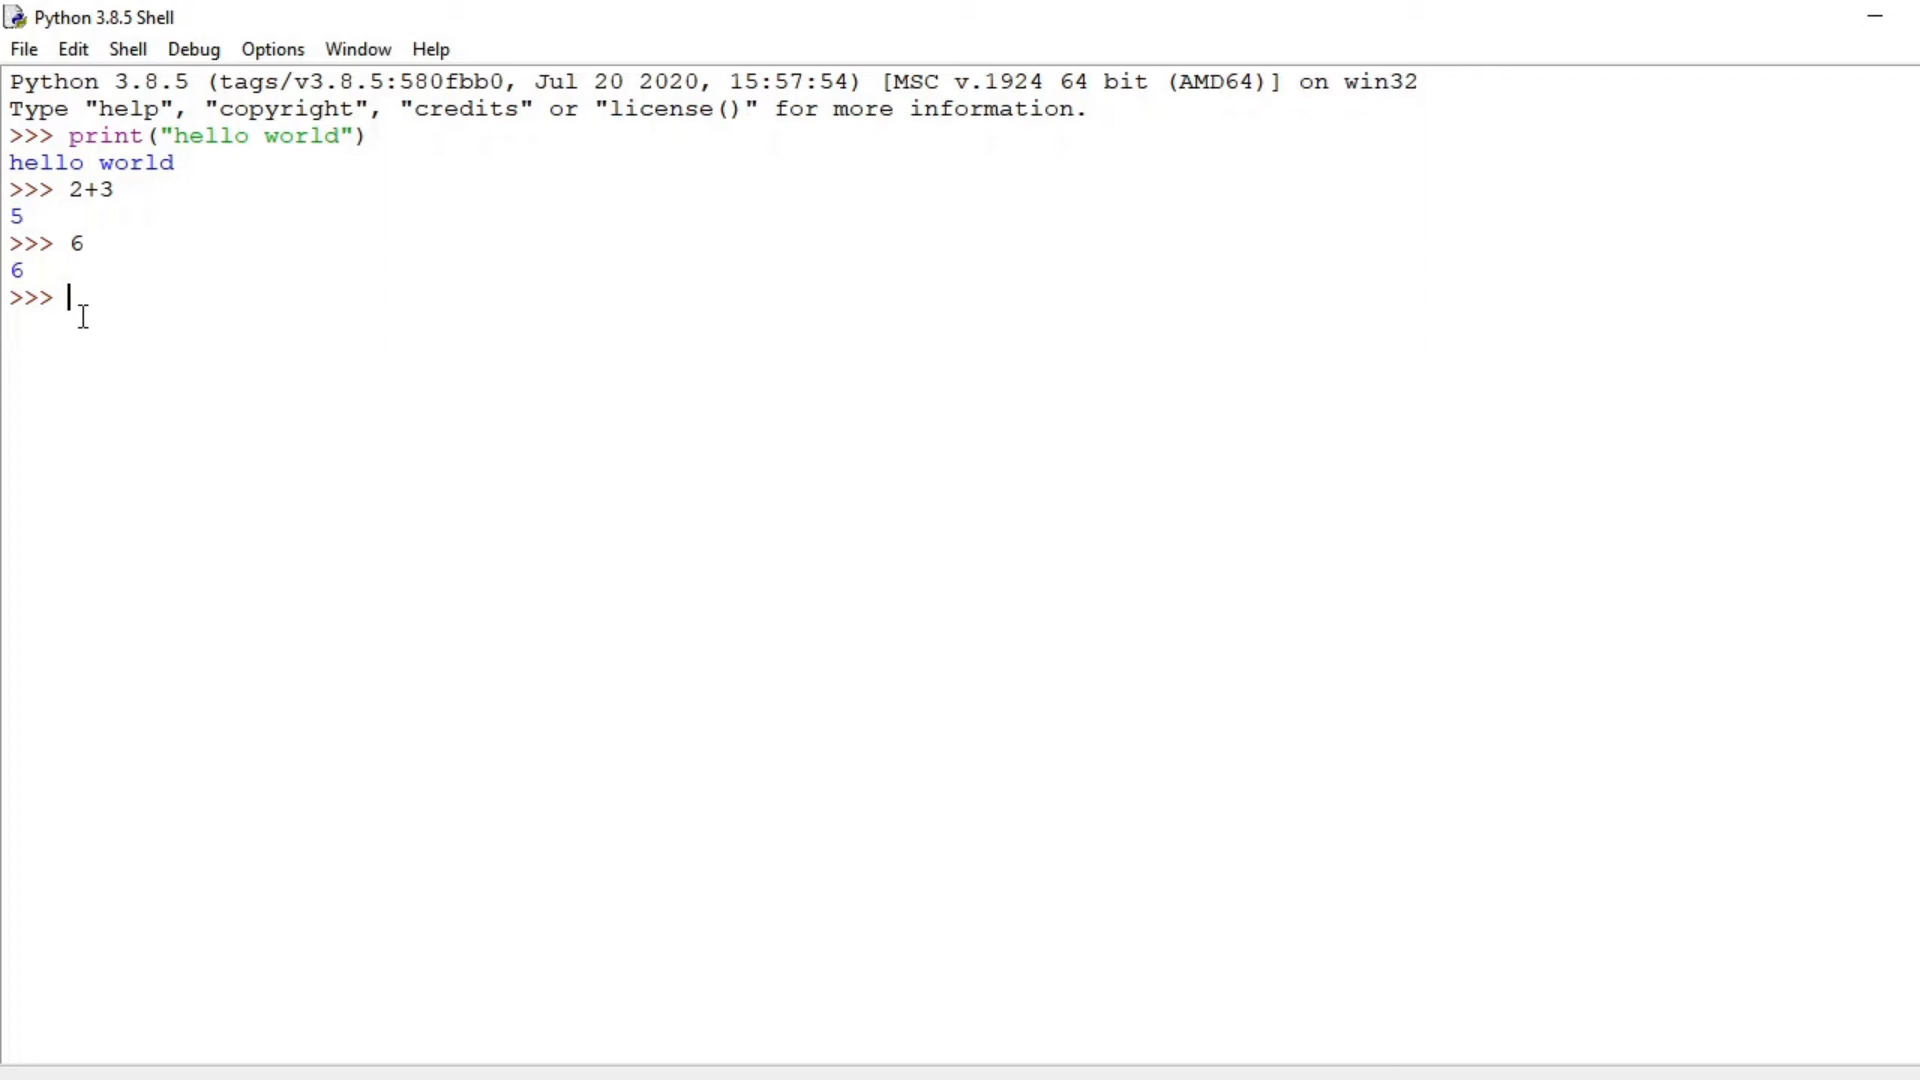 Python 3.8.5 Shell
File Edit Shell Debug Options Window Help
Python 3.8.5 (tags/v3.8.5:580fbb0, Jul 20 2020, 15:57:54) [MSC v.1924 64 bit (AMD64)] on win32
Type "help", "copyright", "credits" or "license()" for more information.
>>> print("hello world")
hello world
>>> 2+3
5
>>> 6
6
>>>